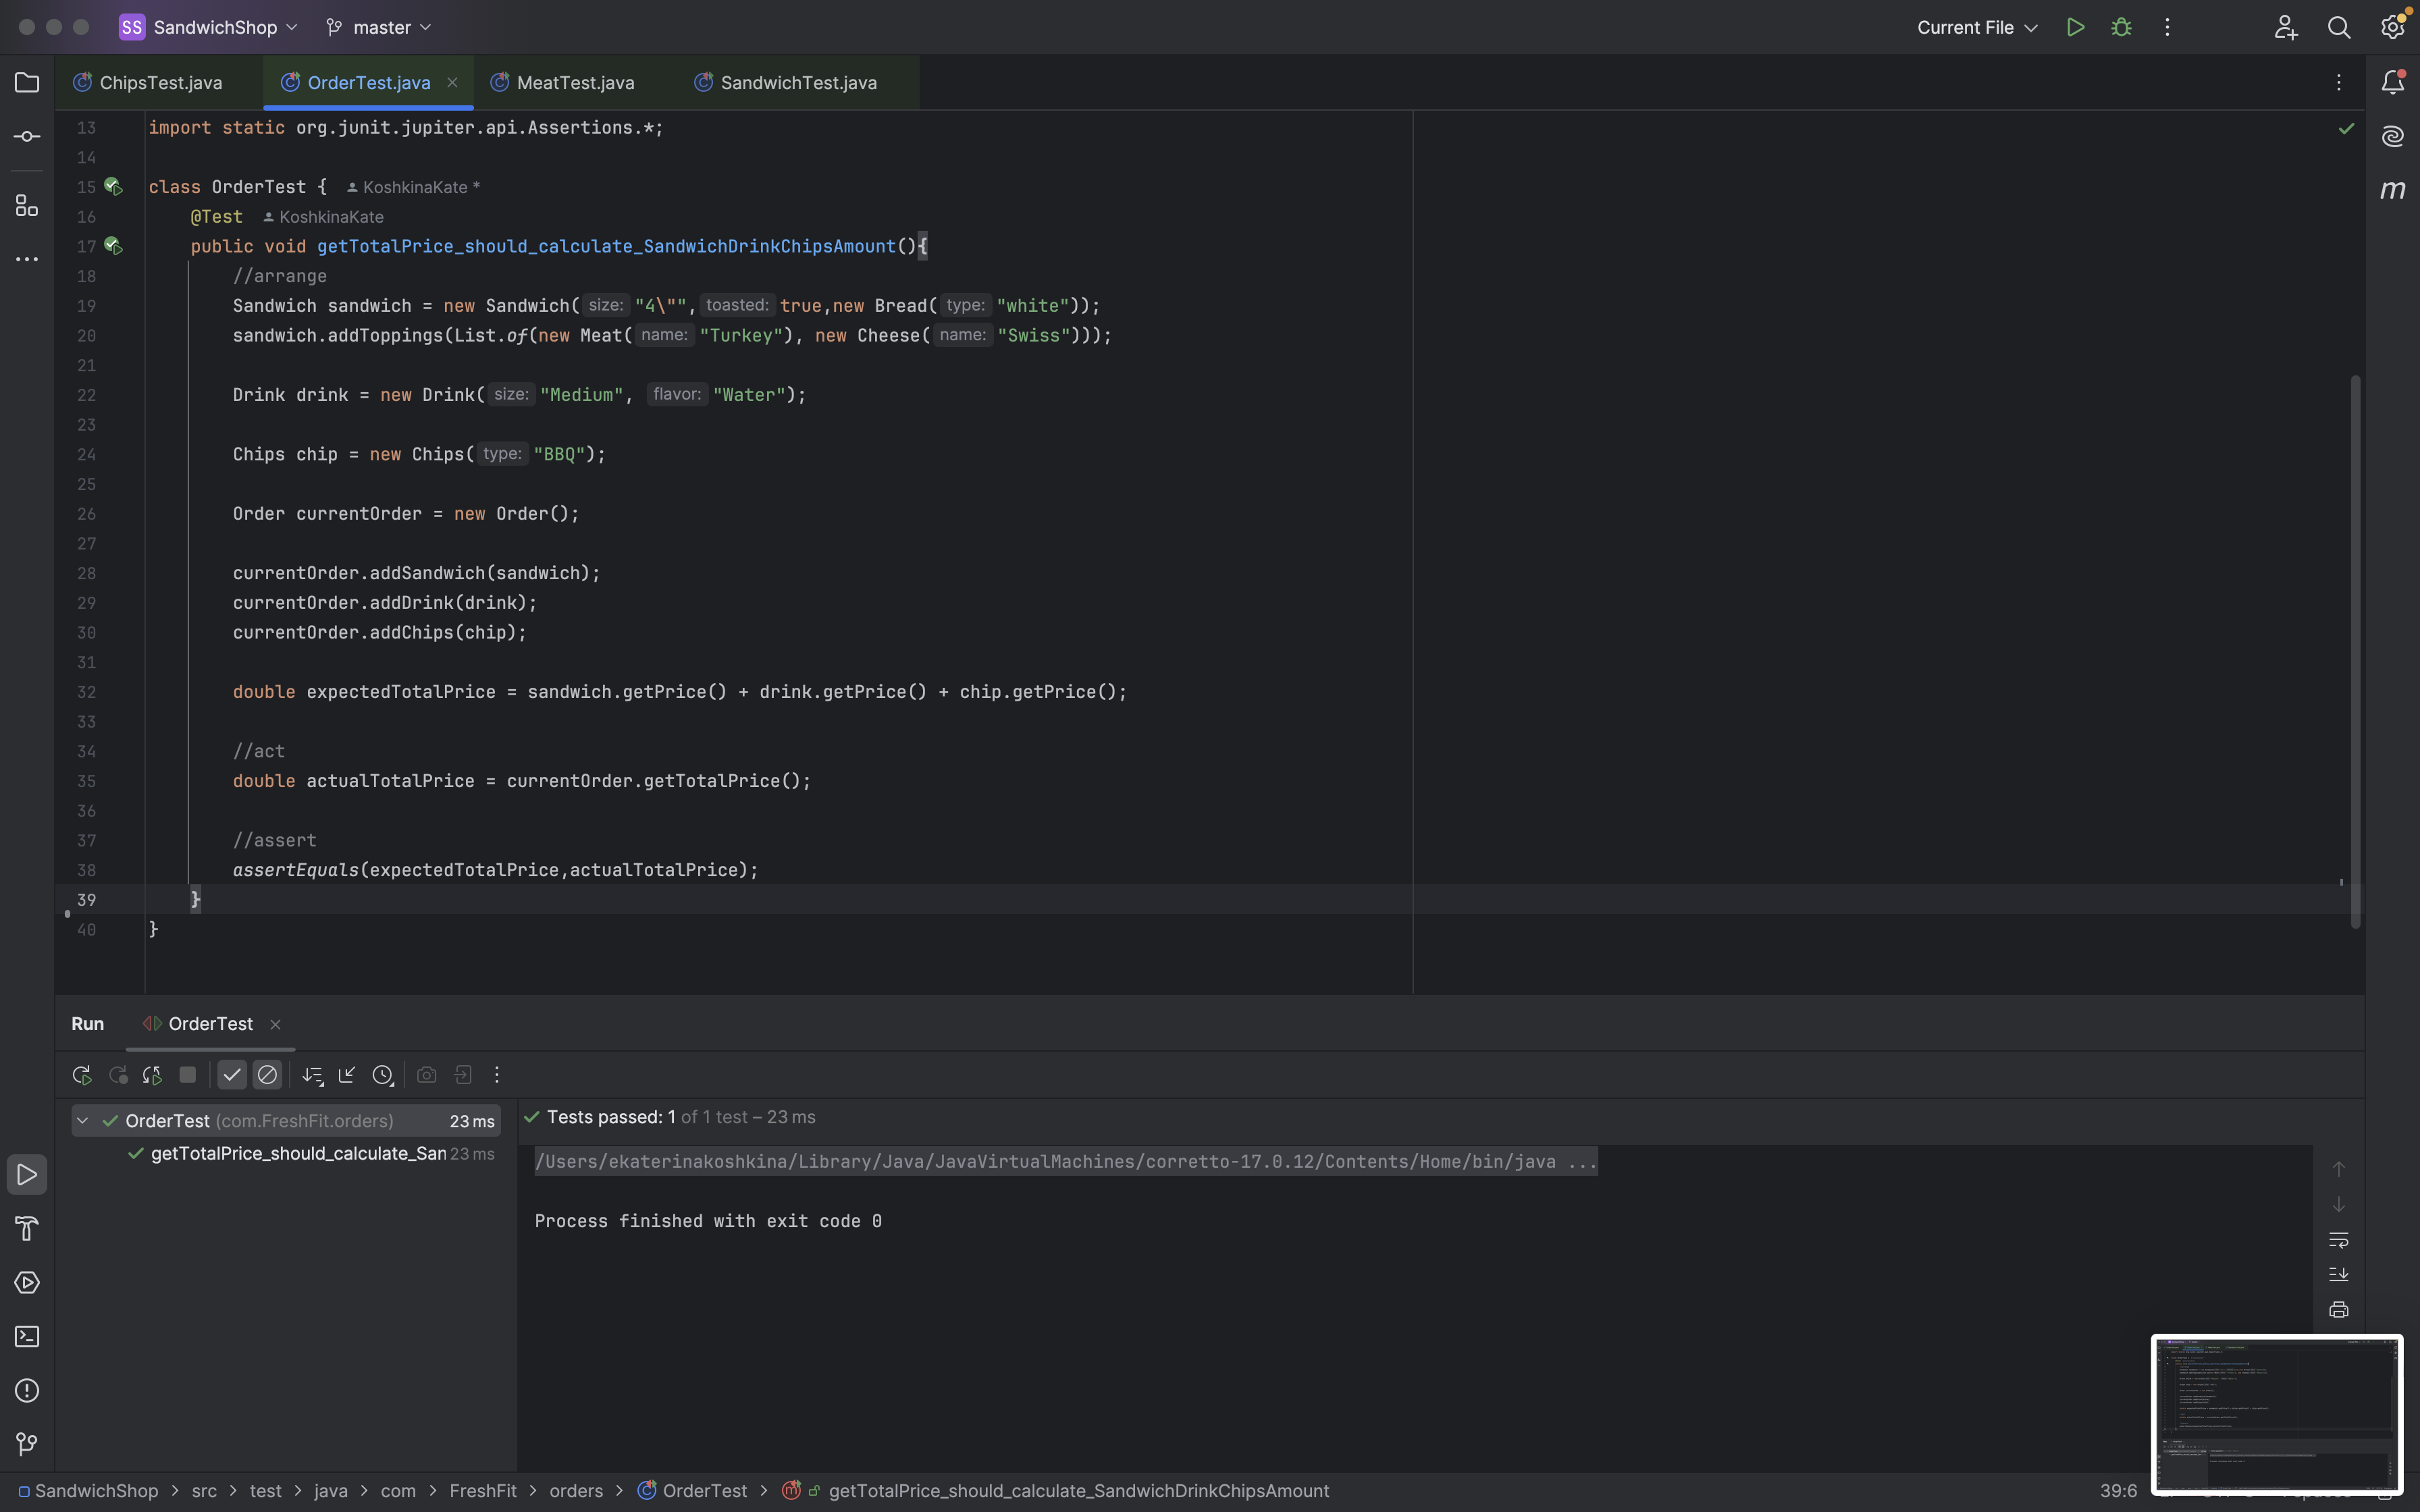 SS SandwichShop master Current File
ChipsTest.java OrderTest.java MeatTest.java SandwichTest.java
13 import static org.junit.jupiter.api.Assertions.*;
14
15 class OrderTest { KoshkinaKate *
16 @Test KoshkinaKate
17 public void getTotalPrice_should_calculate_SandwichDrinkChipsAmount(){
18 //arrange
19 Sandwich sandwich = new Sandwich( size: "4\"", toasted: true,new Bread( type: "white"));
20 sandwich.addToppings(List.of(new Meat( name: "Turkey"), new Cheese( name: "Swiss")));
21
22 Drink drink = new Drink( size: "Medium", flavor: "Water");
23
24 Chips chip = new Chips( type: "BBQ");
25
26 Order currentOrder = new Order();
27
28 currentOrder.addSandwich(sandwich);
29 currentOrder.addDrink(drink);
30 currentOrder.addChips(chip);
31
32 double expectedTotalPrice = sandwich.getPrice() + drink.getPrice() + chip.getPrice();
33
34 //act
35 double actualTotalPrice = currentOrder.getTotalPrice();
36
37 //assert
38 assertEquals(expectedTotalPrice,actualTotalPrice);
39 }
40 }
Run OrderTest
OrderTest (com.FreshFit.orders) 23 ms
getTotalPrice_should_calculate_San 23 ms
Tests passed: 1 of 1 test – 23 ms
/Users/ekaterinakoshkina/Library/Java/JavaVirtualMachines/corretto-17.0.12/Contents/Home/bin/java ...
Process finished with exit code 0
SandwichShop > src > test > java > com > FreshFit > orders > OrderTest > getTotalPrice_should_calculate_SandwichDrinkChipsAmount 39:6